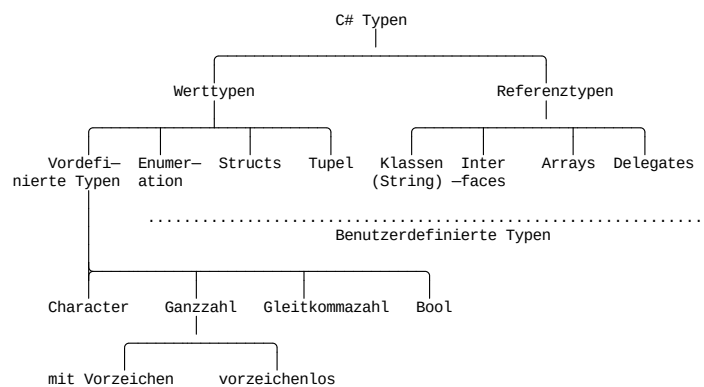 C# Typen
Werttypen Referenztypen
Vordefi– Enumer– Structs Tupel Klassen Inter Arrays Delegates
nierte Typen ation (String) –faces
Benutzerdefinierte Typen
Character Ganzzahl Gleitkommazahl Bool
mit Vorzeichen vorzeichenlos